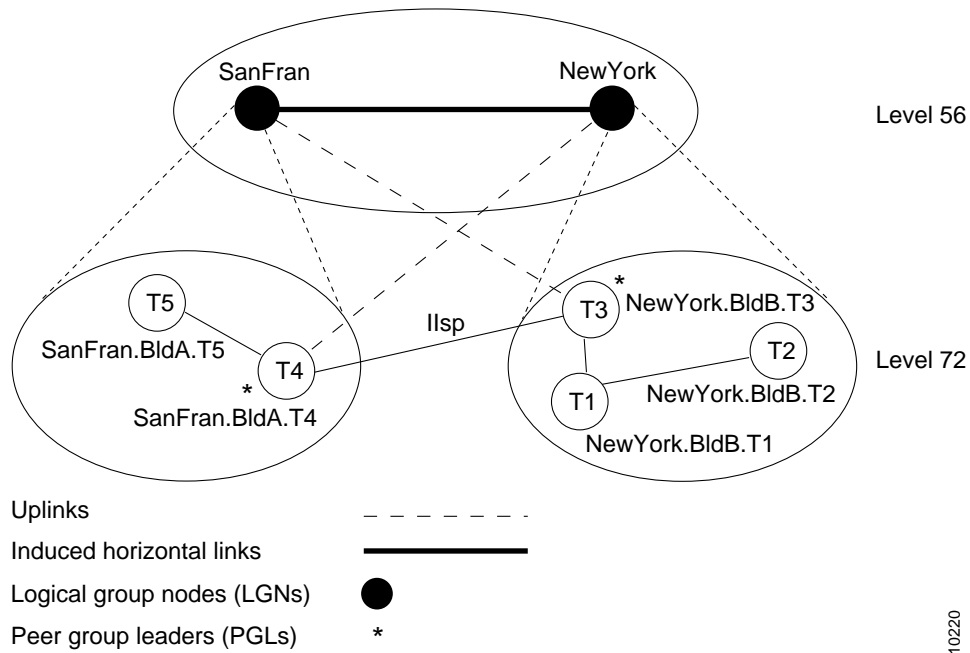 SanFran
NewYork
Level 56
T5
SanFran.BldA.T5
T4
*
SanFran.BldA.T4
IIsp
T3
*
NewYork.BldB.T3
T2
NewYork.BldB.T2
T1
NewYork.BldB.T1
Level 72
Uplinks
Induced horizontal links
Logical group nodes (LGNs)
Peer group leaders (PGLs) *
10220